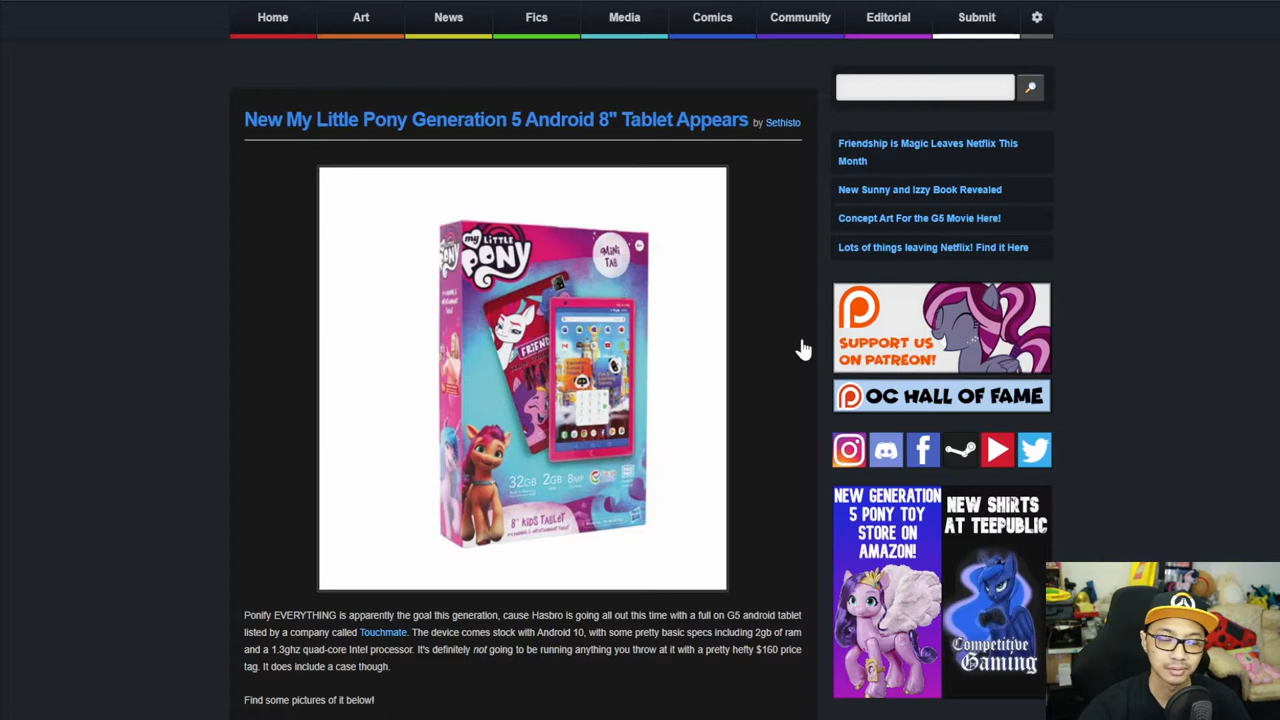 Home Art News Fics Media Comics Community Editorial Submit
New My Little Pony Generation 5 Android 8" Tablet Appears by Sethisto
my LiTTLE
PONY
MiNi
TAB
FRIEN
32GB 2GB 8MP
8" KiDS TABLET
Ponify EVERYTHING is apparently the goal this generation, cause Hasbro is going all out this time with a full on G5 android tablet
listed by a company called Touchmate. The device comes stock with Android 10, with some pretty basic specs including 2gb of ram
and a 1.3ghz quad-core Intel processor. It's definitely not going to be running anything you throw at it with a pretty hefty $160 price
tag. It does include a case though.
Find some pictures of it below!
Friendship is Magic Leaves Netflix This
Month
New Sunny and Izzy Book Revealed
Concept Art For the G5 Movie Here!
Lots of things leaving Netflix! Find it Here
SUPPORT US
ON PATREON!
OC HALL OF FAME
NEW GENERATION
5 PONY TOY
STORE ON
AMAZON!
NEW SHIRTS
AT TEEPUBLIC
Competitive
Gaming